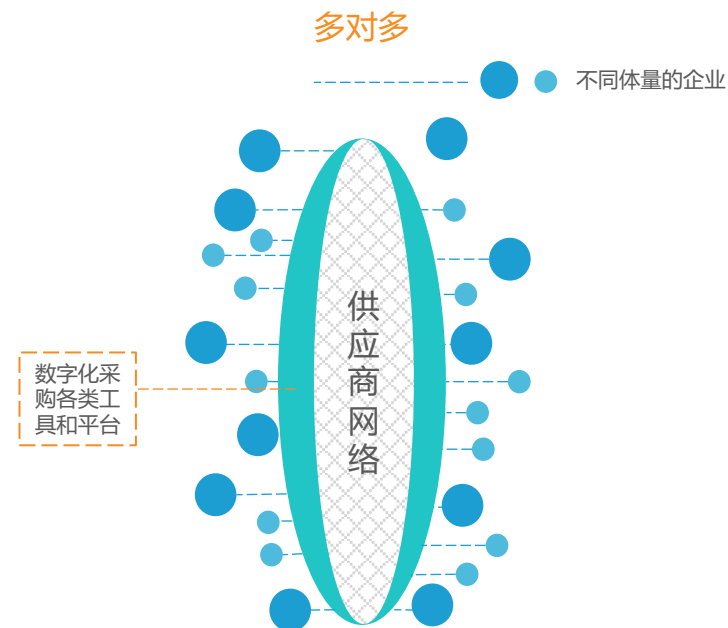 多对多
不同体量的企业
供应商网络
数字化采
购各类工
具和平台